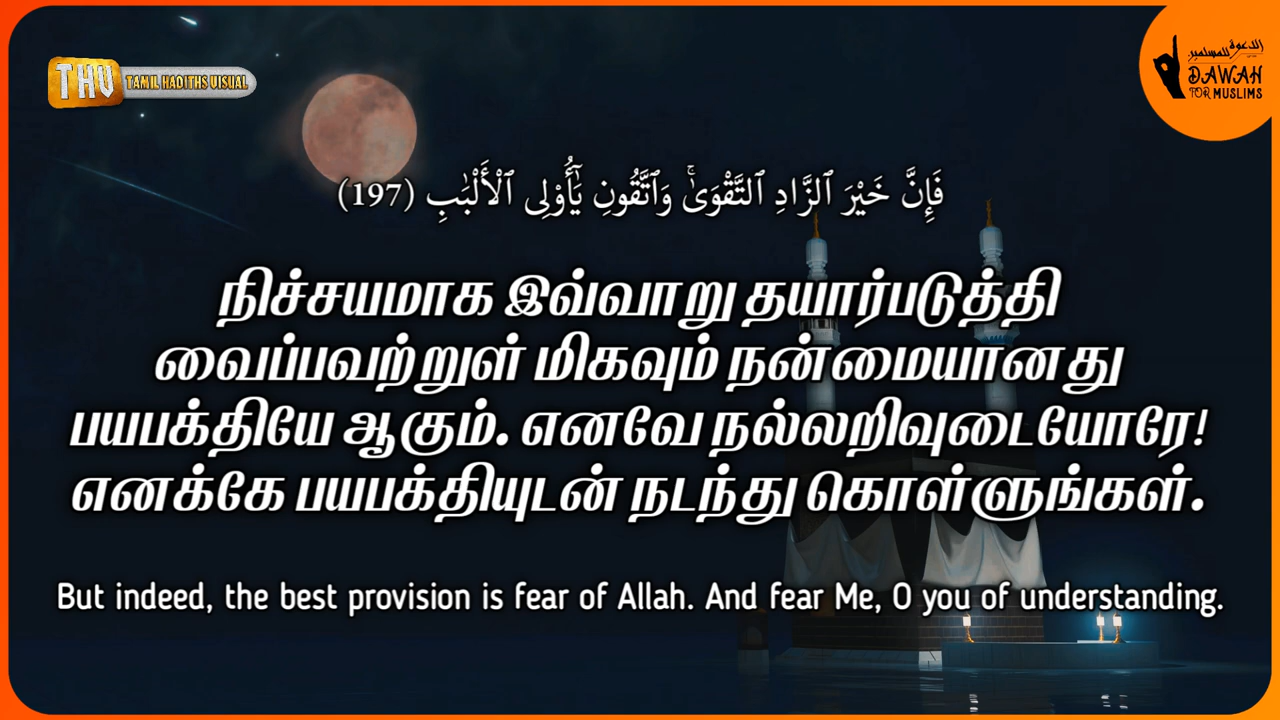 THV TAMIL HADITHS VISUAL
الدعوة للمسلمين
DAWAH
FOR MUSLIMS
فَإِنَّ خَيْرَ ٱلزَّادِ ٱلتَّقْوَىٰۚ وَٱتَّقُونِ يَٰٓأُو۟لِى ٱلْأَلْبَٰبِ (197)
நிச்சயமாக இவ்வாறு தயார்படுத்தி
வைப்பவற்றுள் மிகவும் நன்மையானது
பயபக்தியே ஆகும். எனவே நல்லறிவுடையோரே!
எனக்கே பயபக்தியுடன் நடந்து கொள்ளுங்கள்.
But indeed, the best provision is fear of Allah. And fear Me, O you of understanding.